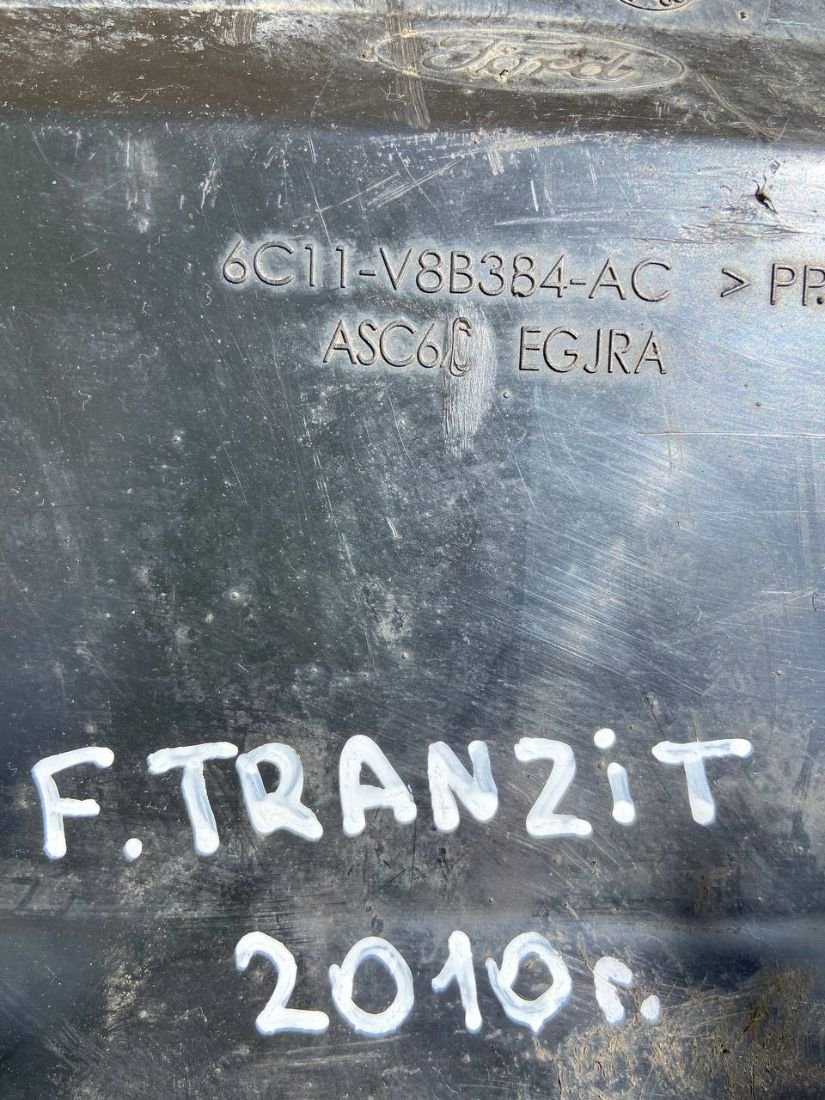 Ford
6C11-V8B384-AC >PP
ASC6 EGJRA
F.TRANZiT
2010г.